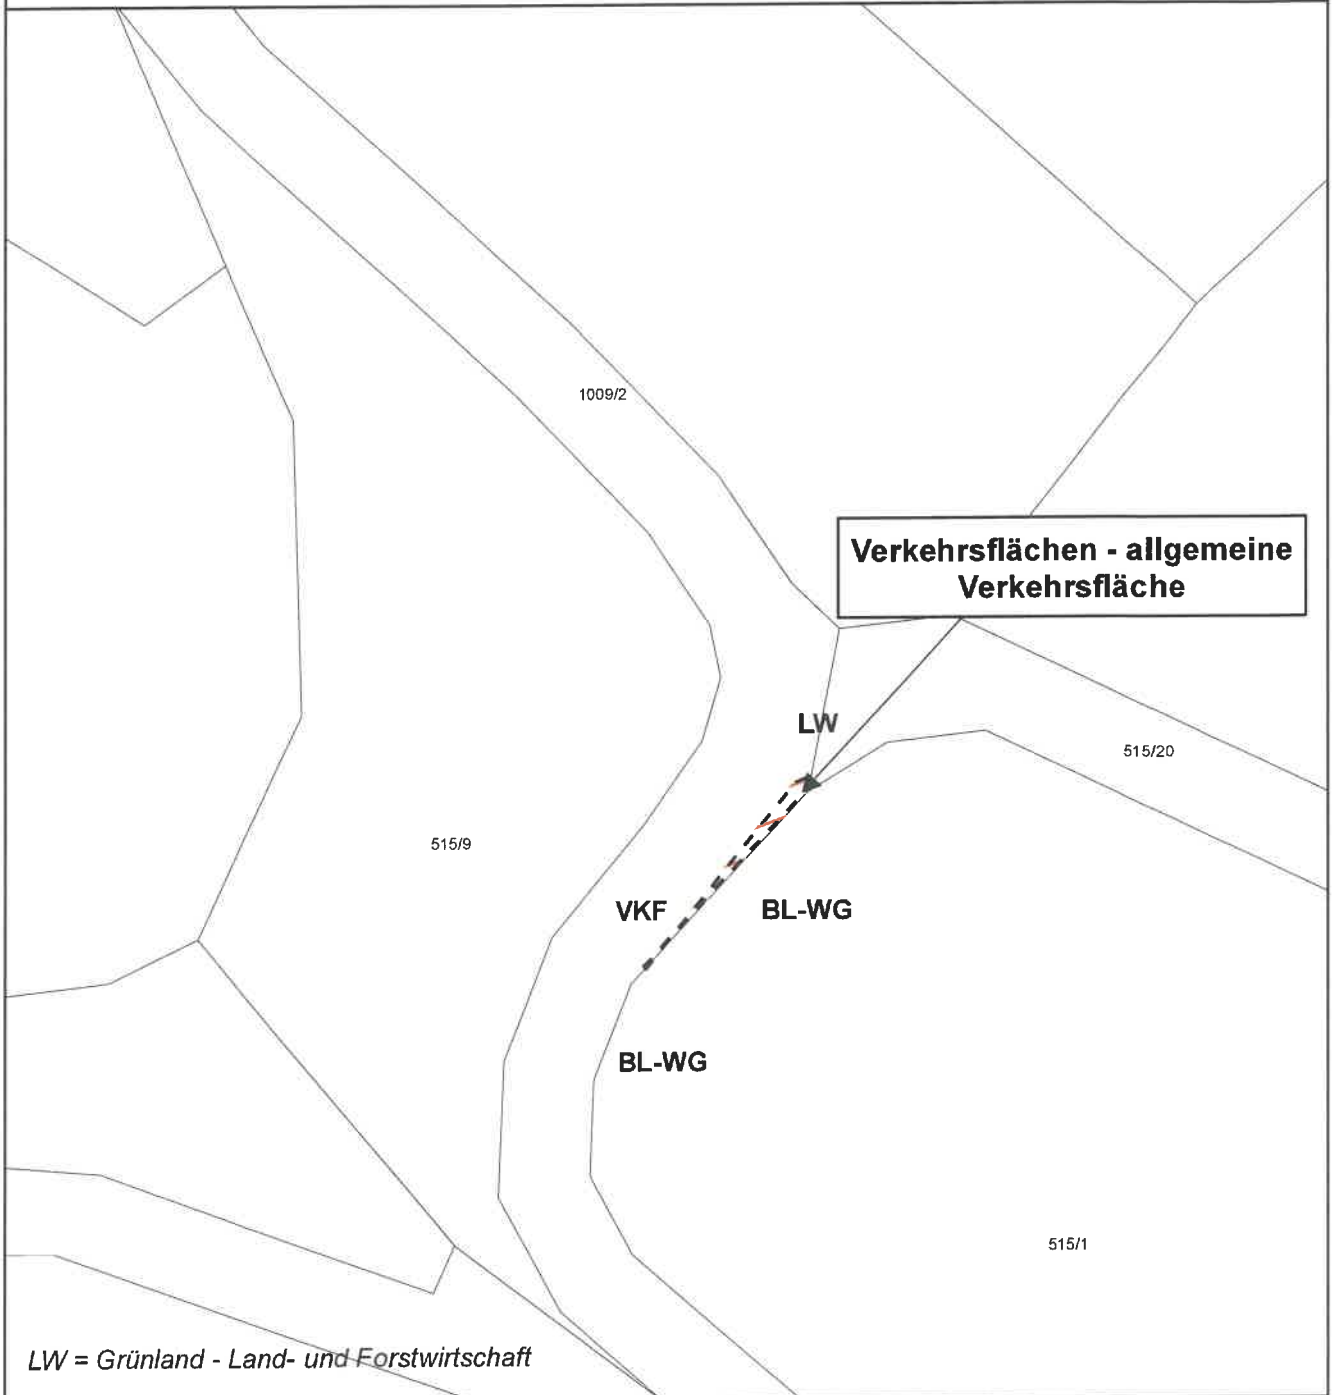 1009/2
Verkehrsflächen - allgemeine
Verkehrsfläche
LW
515/20
515/9
VKF
BL-WG
BL-WG
515/1
LW = Grünland - Land- und Forstwirtschaft